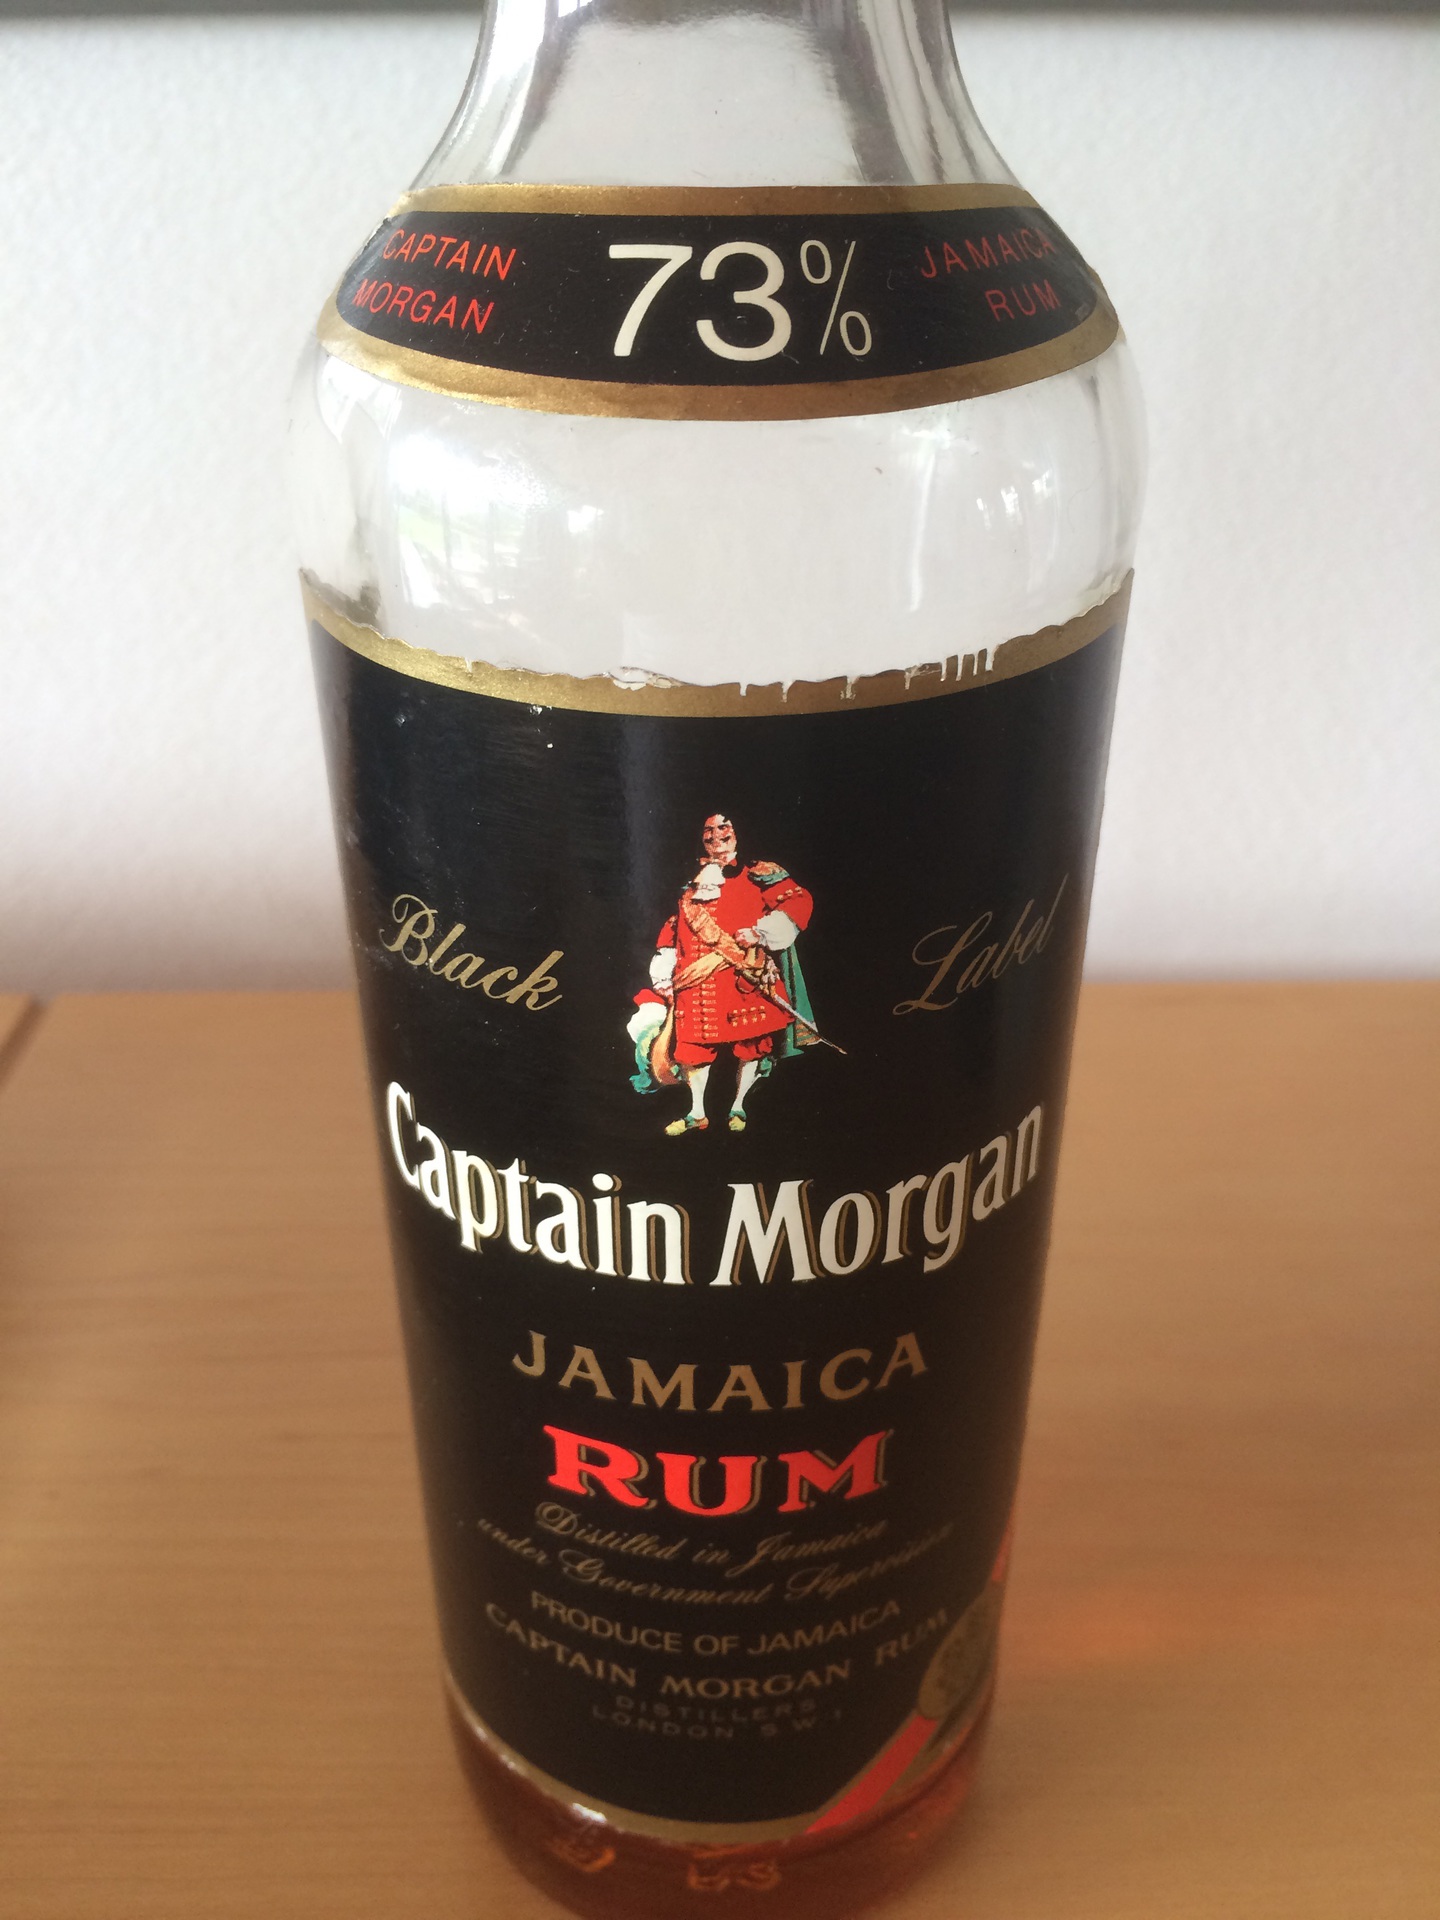 CAPTAIN MORGAN
73%
JAMAICA RUM
Black Label
Captain Morgan
JAMAICA
RUM
Distilled in Jamaica
under Government Supervision
PRODUCE OF JAMAICA
CAPTAIN MORGAN RUM
DISTILLERS
LONDON S.W.1